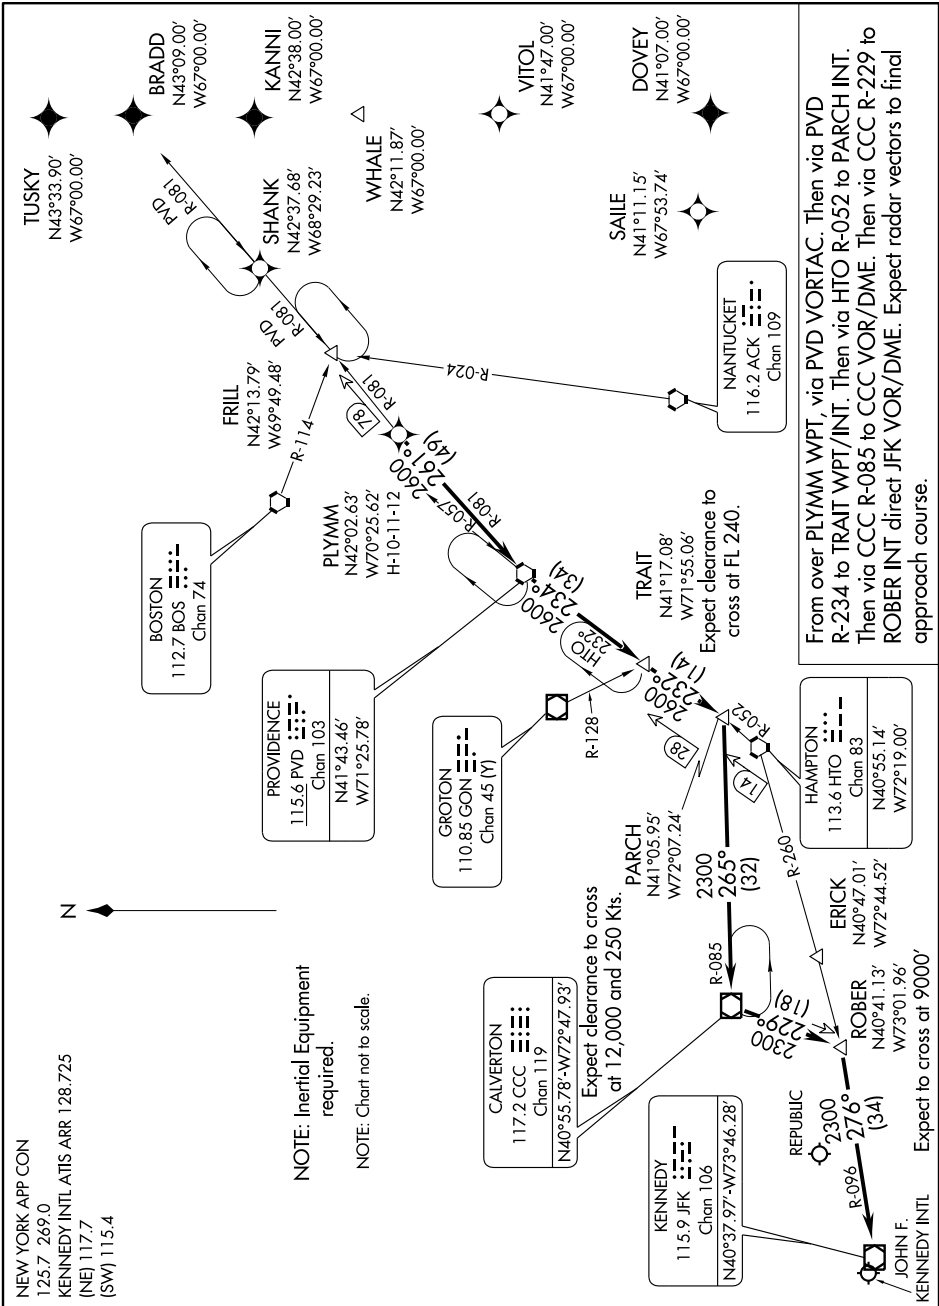 NEW YORK APP CON
125.7 269.0
KENNEDY INTL ATIS ARR 128.725
(NE) 117.7
(SW) 115.4
N
NOTE: Inertial Equipment
required.
NOTE: Chart not to scale.
TUSKY
N43°33.90'
W67°00.00'
BRADD
N43°09.00'
W67°00.00'
KANNI
N42°38.00'
W67°00.00'
WHALE
N42°11.87'
W67°00.00'
VITOL
N41°47.00'
W67°00.00'
DOVEY
N41°07.00'
W67°00.00'
SAILE
N41°11.15'
W67°53.74'
PVD
R-081
SHANK
N42°37.68'
W68°29.23'
PVD
R-081
FRILL
N42°13.79'
W69°49.48'
R-114
R-024
R-081
78
BOSTON
112.7 BOS
Chan 74
NANTUCKET
116.2 ACK
Chan 109
PLYMM
N42°02.63'
W70°25.62'
H-10-11-12
2600
261°
(49)
R-057
R-081
PROVIDENCE
115.6 PVD
Chan 103
N41°43.46'
W71°25.78'
2600
234°
(34)
HTO
232°
TRAIT
N41°17.08'
W71°55.06'
Expect clearance to
cross at FL 240.
GROTON
110.85 GON
Chan 45 (Y)
R-128
2600
232°
(14)
28
R-052
14
PARCH
N41°05.95'
W72°07.24'
HAMPTON
113.6 HTO
Chan 83
N40°55.14'
W72°19.00'
2300
265°
(32)
R-085
R-260
CALVERTON
117.2 CCC
Chan 119
N40°55.78'-W72°47.93'
Expect clearance to cross
at 12,000 and 250 Kts.
ERICK
N40°47.01'
W72°44.52'
2300
229°
(18)
ROBER
N40°41.13'
W73°01.96'
Expect to cross at 9000'
REPUBLIC
2300
276°
(34)
R-096
KENNEDY
115.9 JFK
Chan 106
N40°37.97'-W73°46.28'
JOHN F.
KENNEDY INTL
From over PLYMM WPT, via PVD VORTAC. Then via PVD
R-234 to TRAIT WPT/INT. Then via HTO R-052 to PARCH INT.
Then via CCC R-085 to CCC VOR/DME. Then via CCC R-229 to
ROBER INT direct JFK VOR/DME. Expect radar vectors to final
approach course.